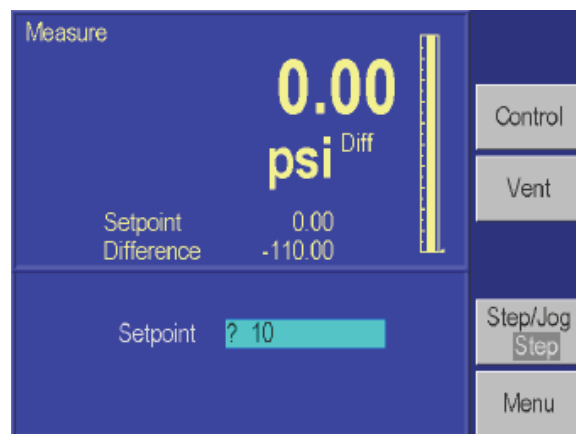 Measure
0.00
psi Diff
Setpoint 0.00
Difference -110.00
Setpoint ? 10
Control
Vent
Step/Jog
Step
Menu